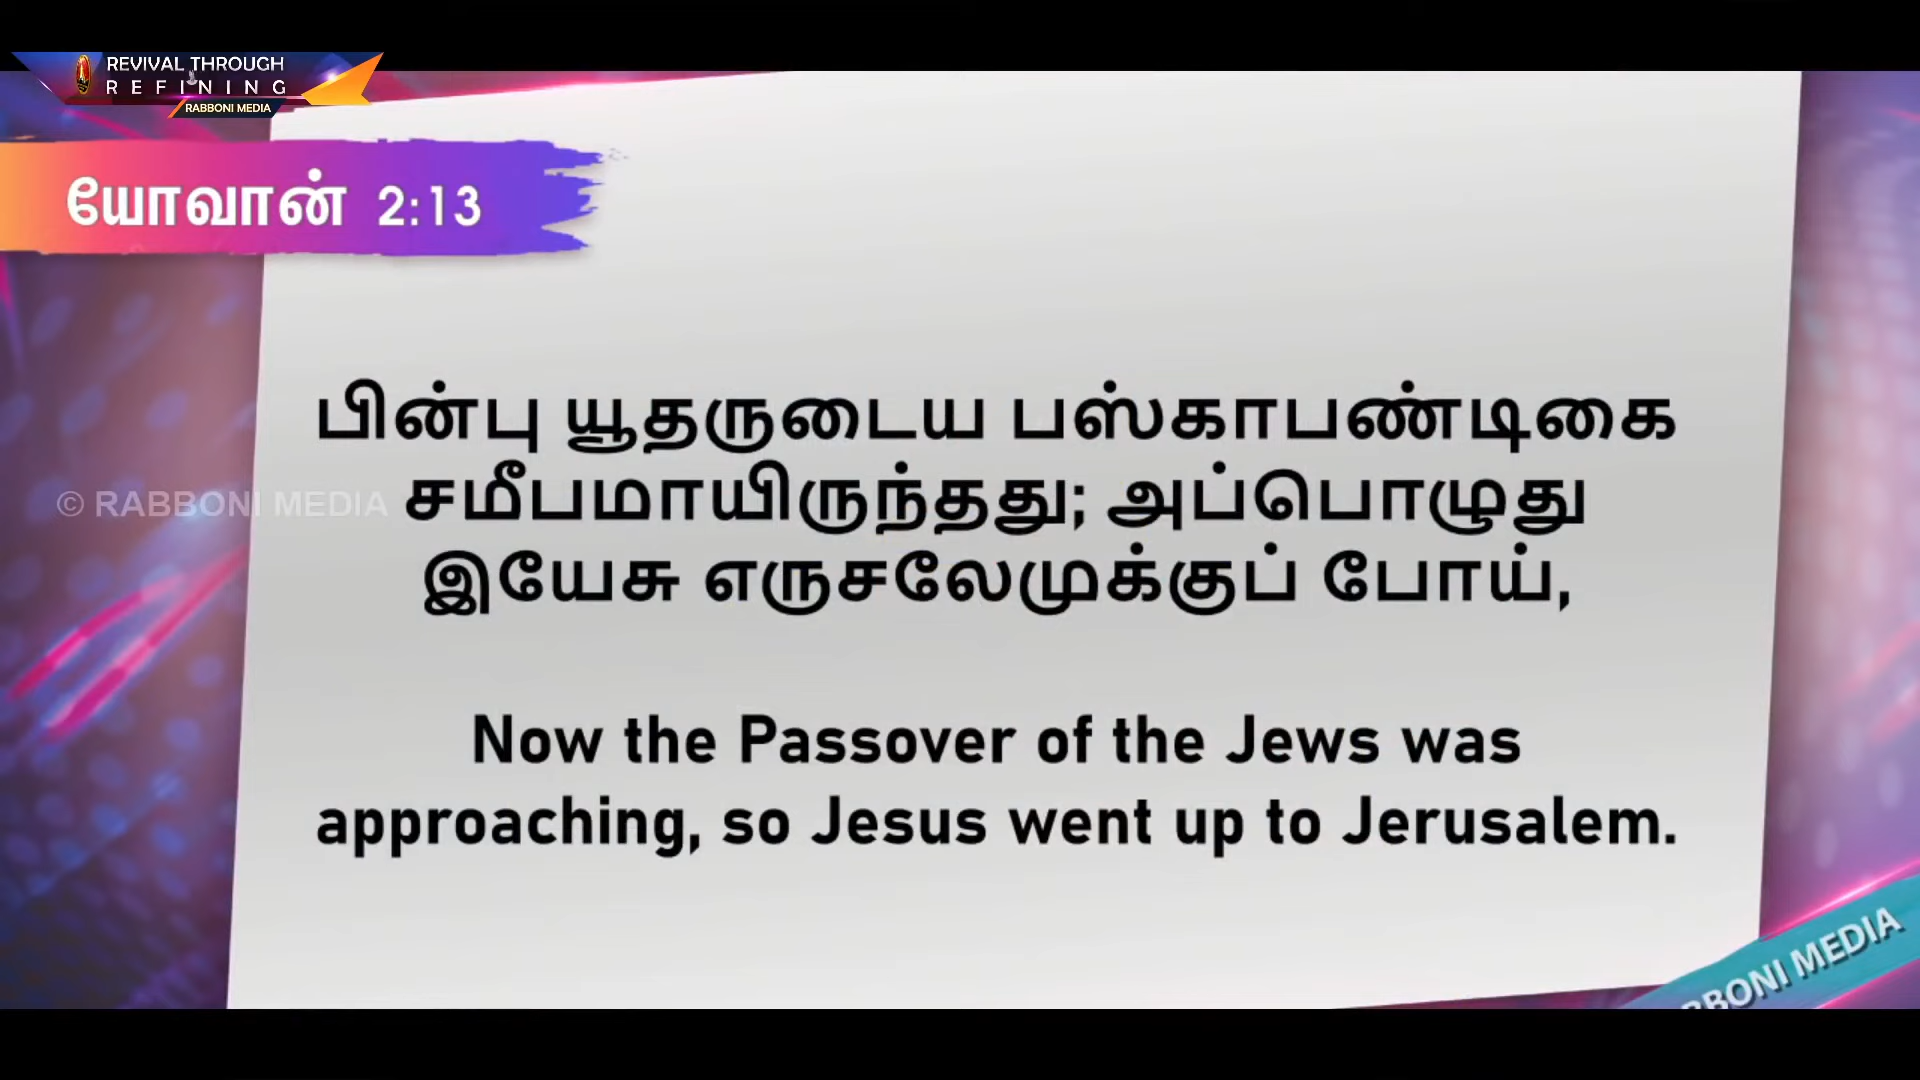 REVIVAL THROUGH
REFINING
RABBONI MEDIA
யோவான் 2:13
பின்பு யூதருடைய பஸ்காபண்டிகை
சமீபமாயிருந்தது; அப்பொழுது
இயேசு எருசலேமுக்குப் போய்,
© RABBONI MEDIA
Now the Passover of the Jews was
approaching, so Jesus went up to Jerusalem.
BBONI MEDIA